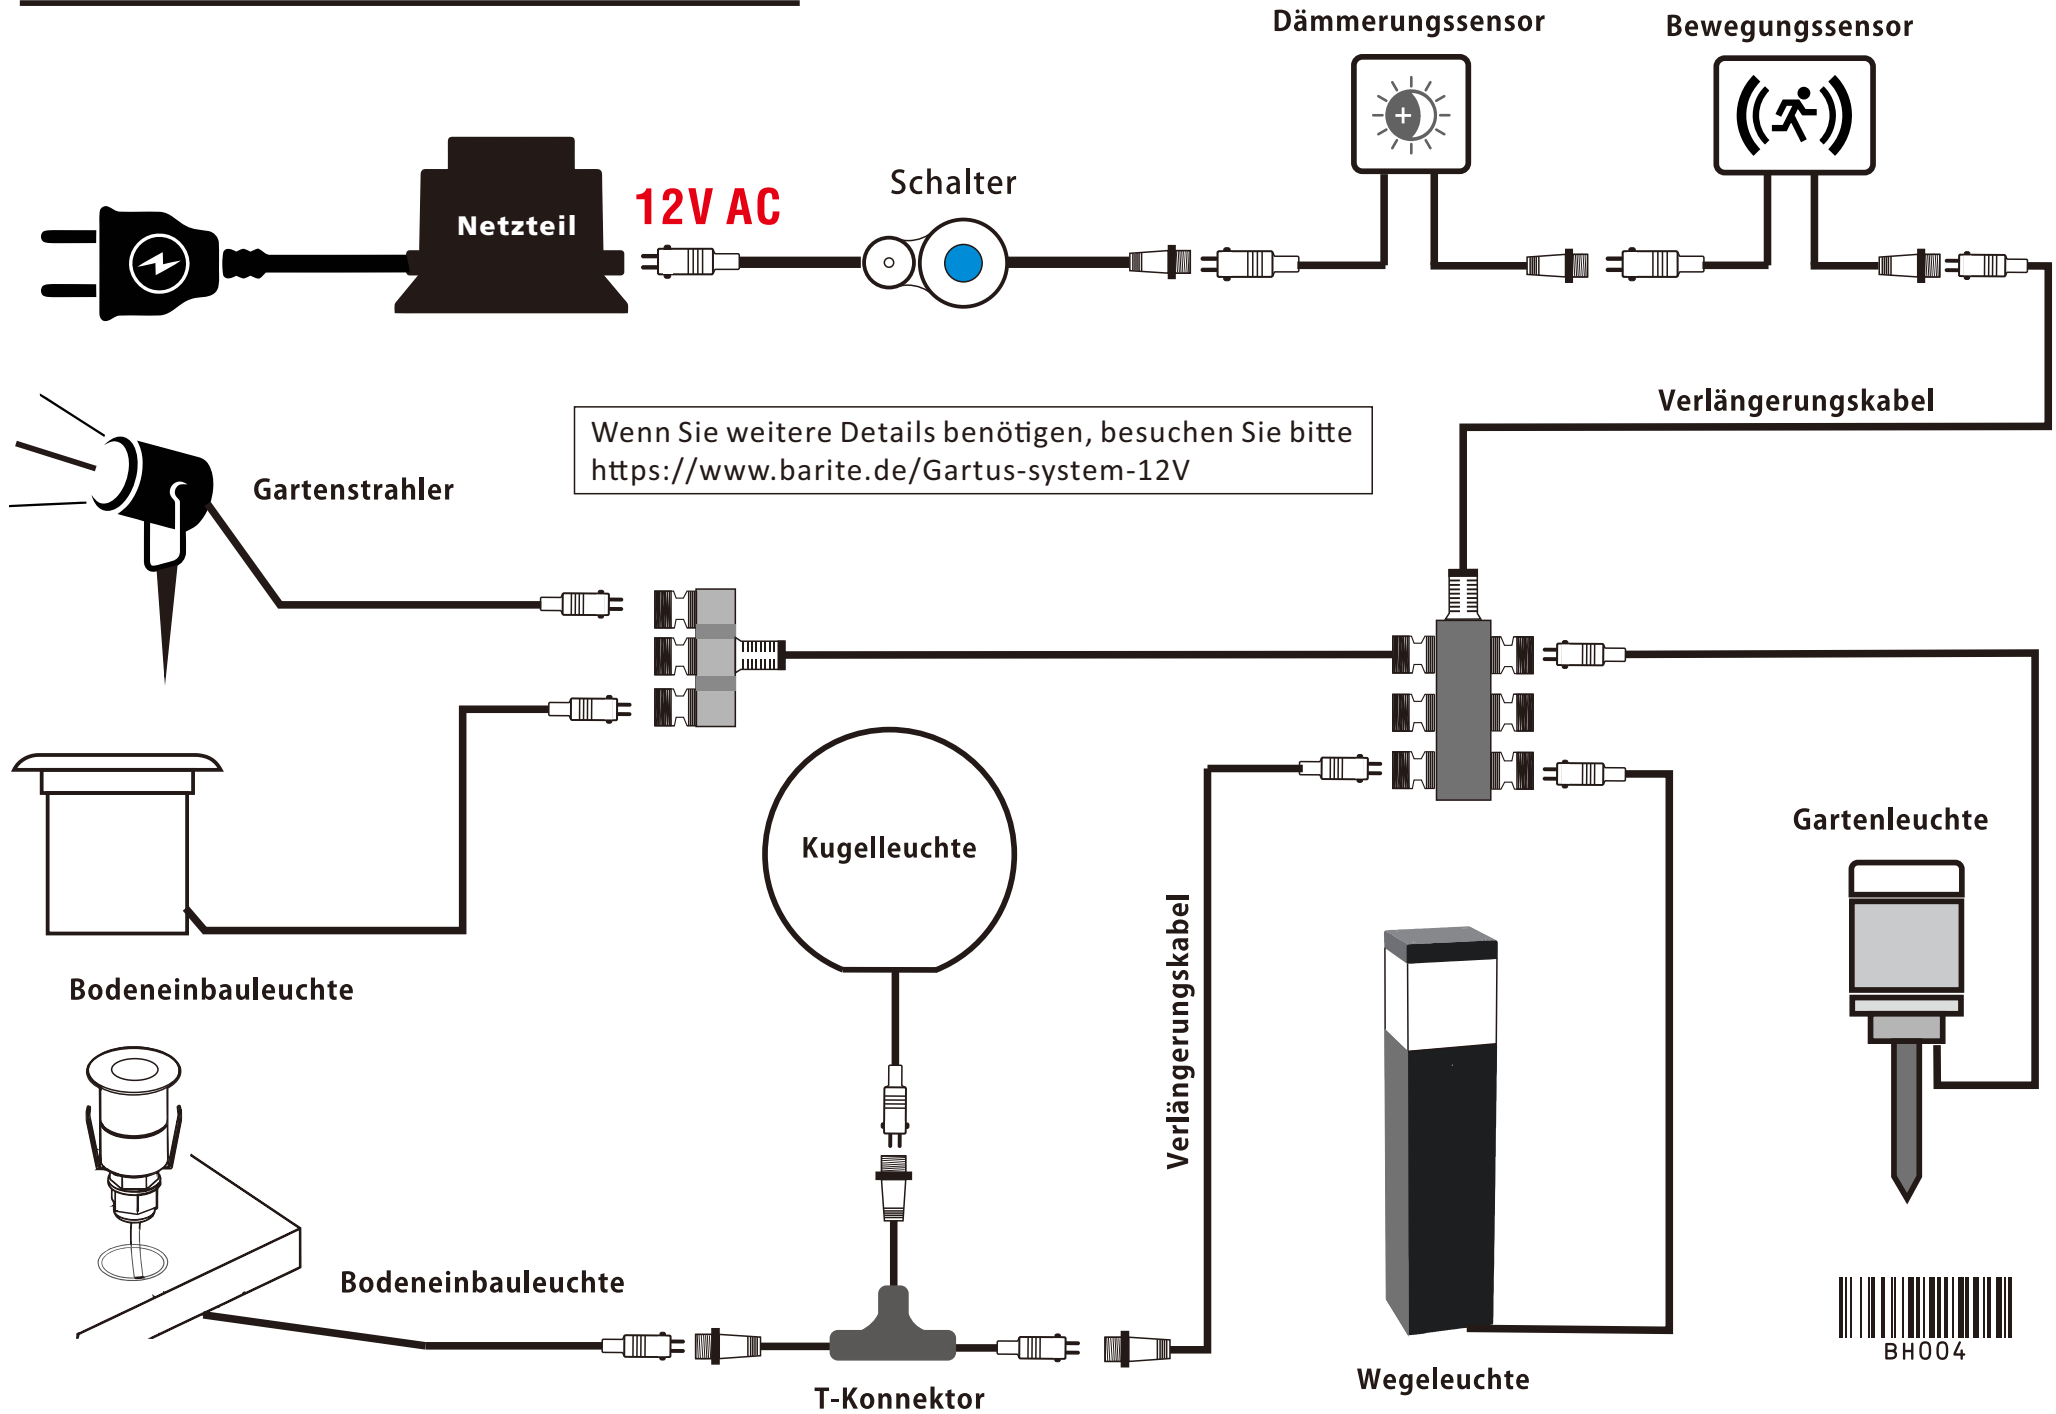 Dämmerungssensor
Bewegungssensor
Netzteil
12V AC
Schalter
Verlängerungskabel
Wenn Sie weitere Details benötigen, besuchen Sie bitte
https://www.barite.de/Gartus-system-12V
Gartenstrahler
Kugelleuchte
Gartenleuchte
Verlängerungskabel
Bodeneinbauleuchte
Bodeneinbauleuchte
T-Konnektor
Wegeleuchte
BH004